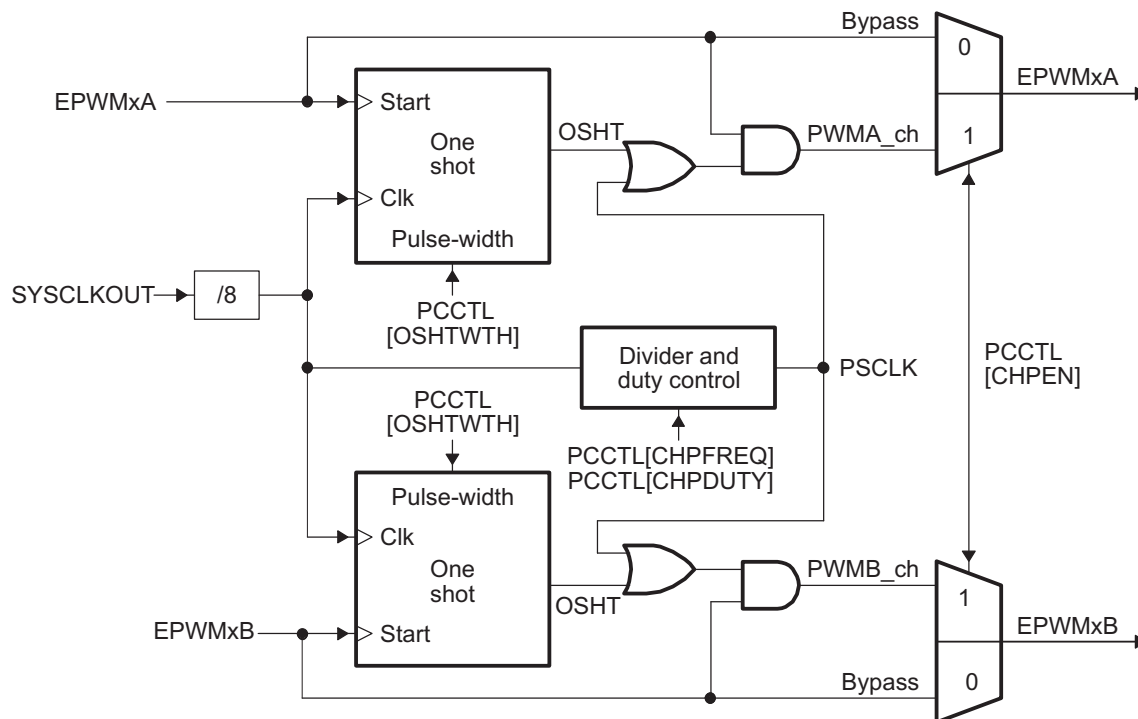 Bypass
0
EPWMxA
EPWMxA
Start
OSHT
PWMA_ch
1
One
shot
Clk
Pulse-width
SYSCLKOUT
/8
PCCTL
[OSHTWTH]
Divider and
duty control
PSCLK
PCCTL
[CHPEN]
PCCTL
[OSHTWTH]
PCCTL[CHPFREQ]
PCCTL[CHPDUTY]
Pulse-width
Clk
One
shot
OSHT
PWMB_ch
1
EPWMxB
Start
EPWMxB
Bypass
0